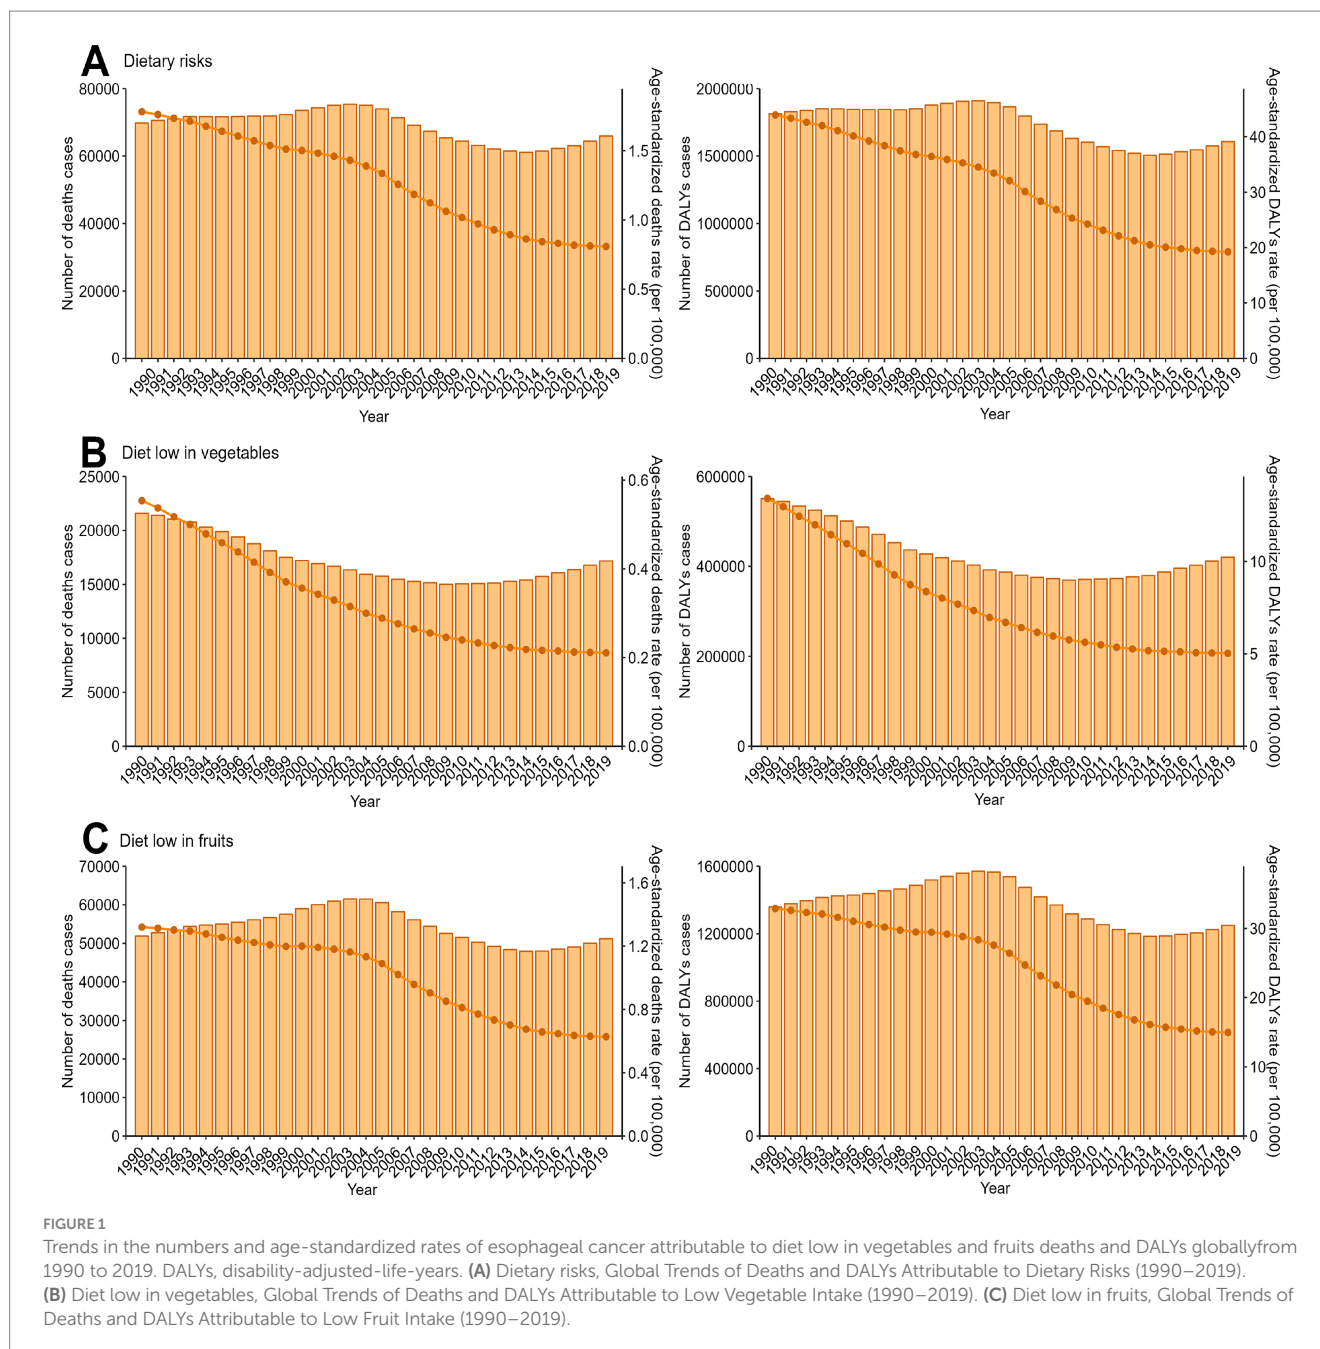 A Dietary risks
Number of deaths cases
80000
60000
40000
20000
0
1.5
1.0
0.5
0.0
Age-standardized deaths rate (per 100,000)
1990 1991 1992 1993 1994 1995 1996 1997 1998 1999 2000 2001 2002 2003 2004 2005 2006 2007 2008 2009 2010 2011 2012 2013 2014 2015 2016 2017 2018 2019
Year
Number of DALYs cases
2000000
1500000
1000000
500000
0
40
30
20
10
0
Age-standardized DALYs rate (per 100,000)
1990 1991 1992 1993 1994 1995 1996 1997 1998 1999 2000 2001 2002 2003 2004 2005 2006 2007 2008 2009 2010 2011 2012 2013 2014 2015 2016 2017 2018 2019
Year
B Diet low in vegetables
Number of deaths cases
25000
20000
15000
10000
5000
0
0.6
0.4
0.2
0.0
Age-standardized deaths rate (per 100,000)
1990 1991 1992 1993 1994 1995 1996 1997 1998 1999 2000 2001 2002 2003 2004 2005 2006 2007 2008 2009 2010 2011 2012 2013 2014 2015 2016 2017 2018 2019
Year
Number of DALYs cases
600000
400000
200000
0
10
5
0
Age-standardized DALYs rate (per 100,000)
1990 1991 1992 1993 1994 1995 1996 1997 1998 1999 2000 2001 2002 2003 2004 2005 2006 2007 2008 2009 2010 2011 2012 2013 2014 2015 2016 2017 2018 2019
Year
C Diet low in fruits
Number of deaths cases
70000
60000
50000
40000
30000
20000
10000
0
1.6
1.2
0.8
0.4
0.0
Age-standardized deaths rate (per 100,000)
1990 1991 1992 1993 1994 1995 1996 1997 1998 1999 2000 2001 2002 2003 2004 2005 2006 2007 2008 2009 2010 2011 2012 2013 2014 2015 2016 2017 2018 2019
Year
Number of DALYs cases
1600000
1200000
800000
400000
0
30
20
10
0
Age-standardized DALYs rate (per 100,000)
1990 1991 1992 1993 1994 1995 1996 1997 1998 1999 2000 2001 2002 2003 2004 2005 2006 2007 2008 2009 2010 2011 2012 2013 2014 2015 2016 2017 2018 2019
Year
FIGURE 1
Trends in the numbers and age-standardized rates of esophageal cancer attributable to diet low in vegetables and fruits deaths and DALYs globallyfrom
1990 to 2019. DALYs, disability-adjusted-life-years. (A) Dietary risks, Global Trends of Deaths and DALYs Attributable to Dietary Risks (1990–2019).
(B) Diet low in vegetables, Global Trends of Deaths and DALYs Attributable to Low Vegetable Intake (1990–2019). (C) Diet low in fruits, Global Trends of
Deaths and DALYs Attributable to Low Fruit Intake (1990–2019).